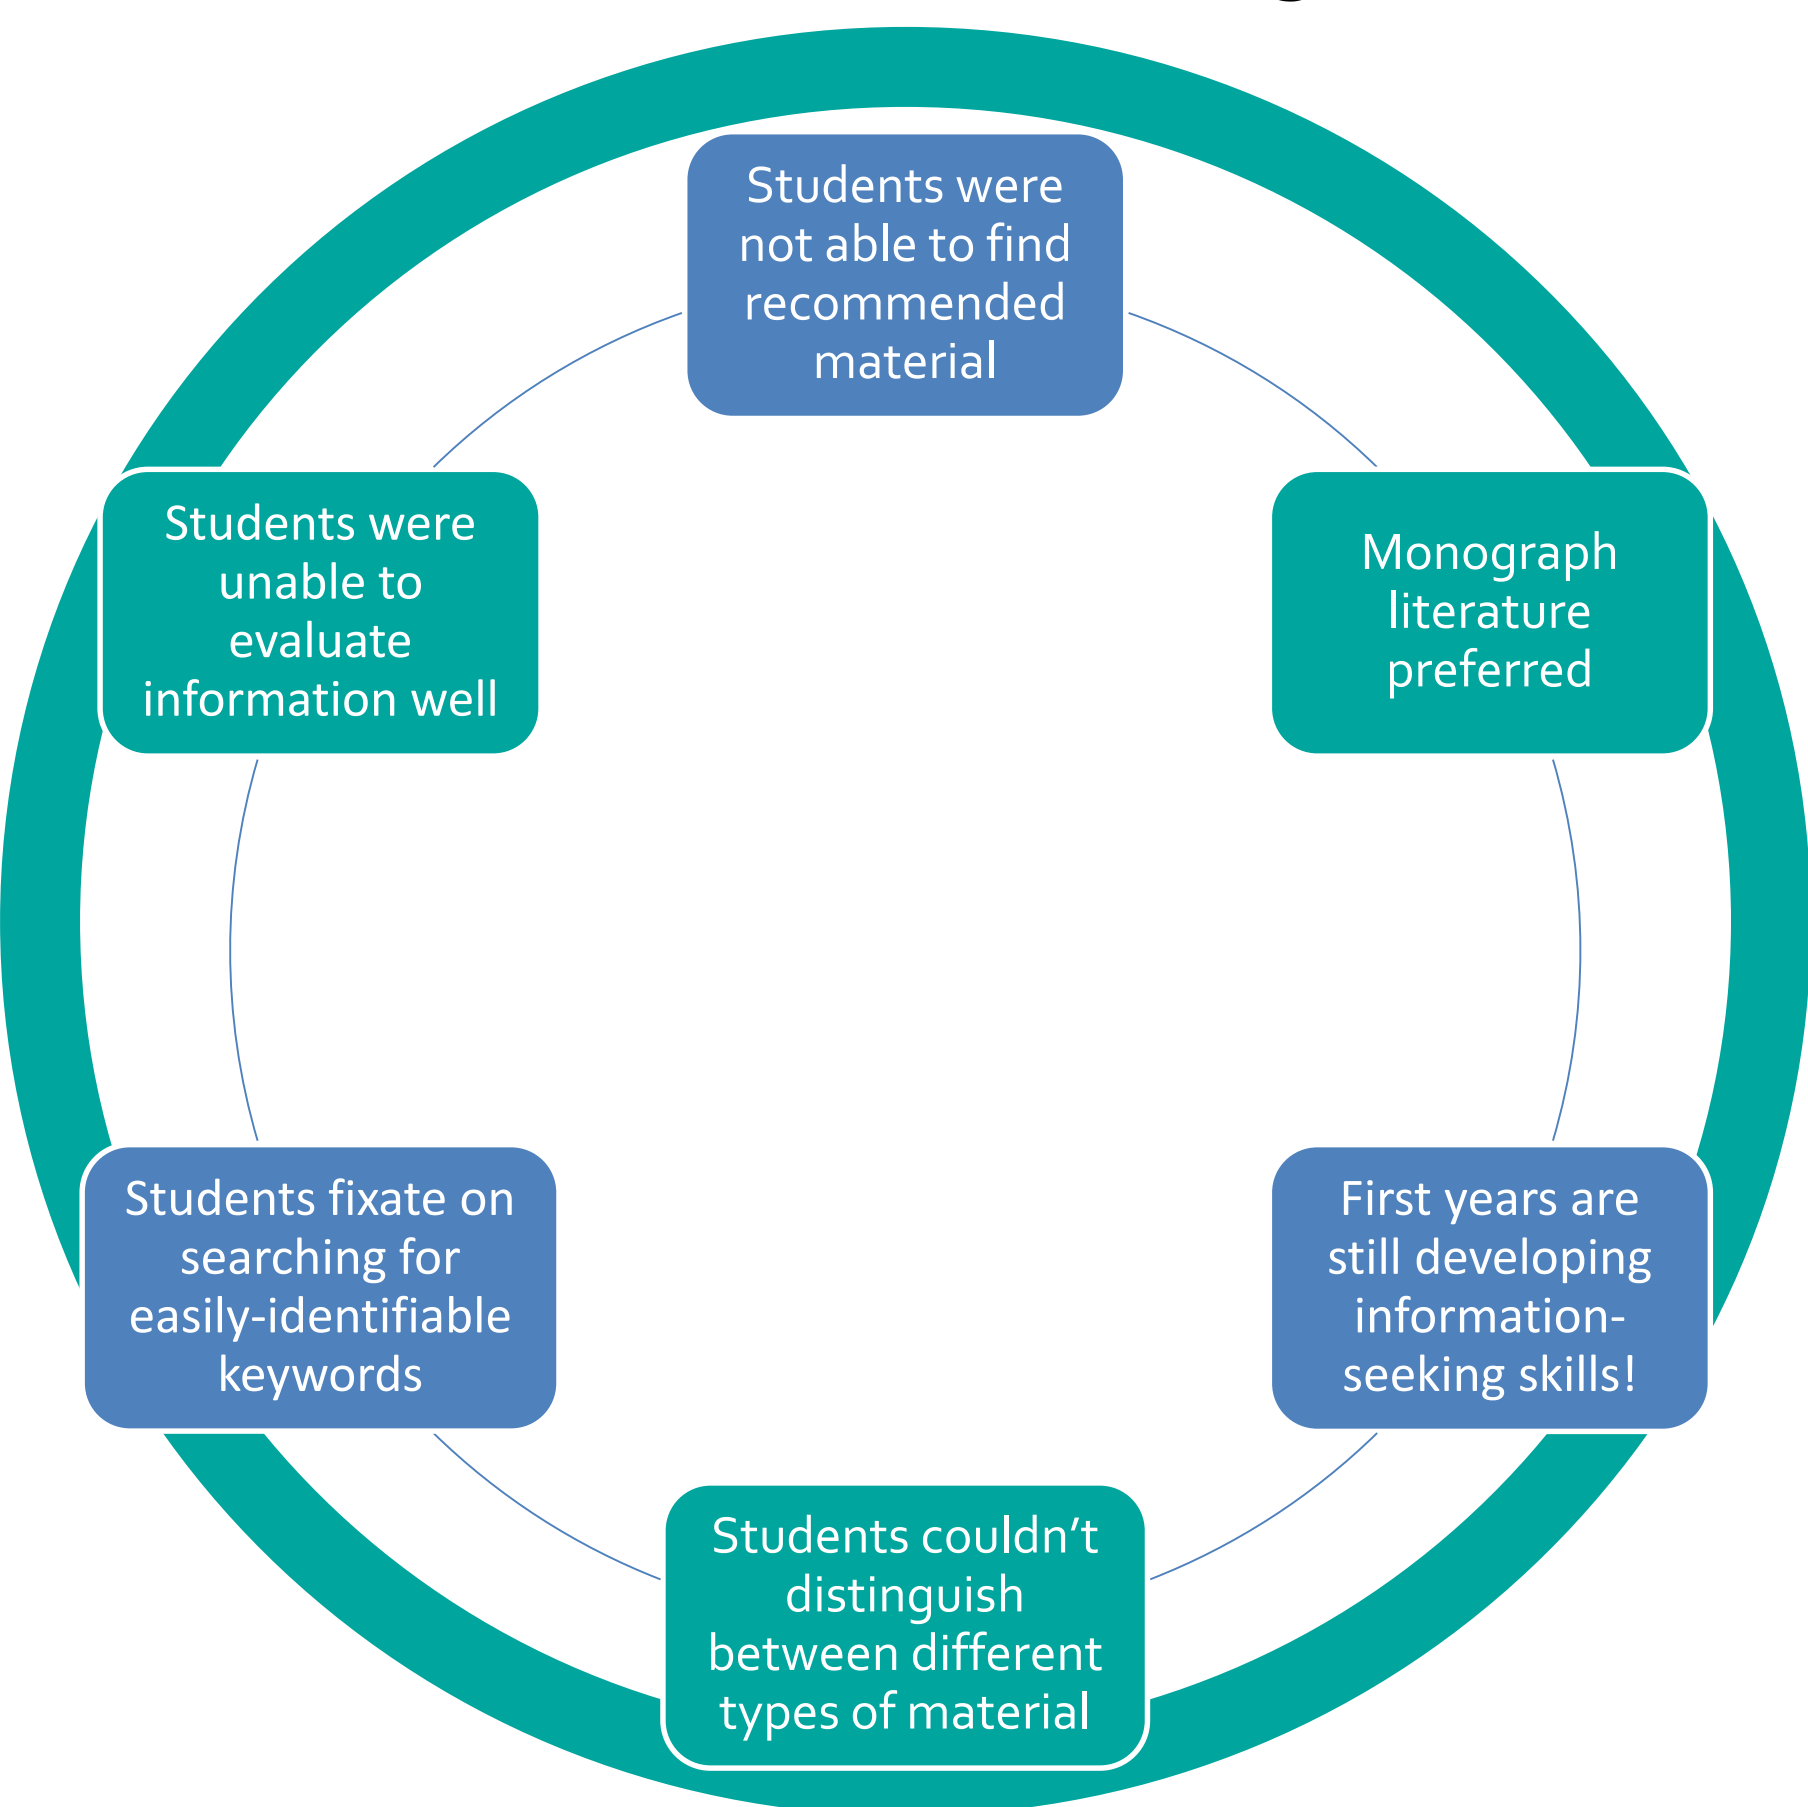 Students were
not able to find
recommended
material
Monograph
literature
preferred
First years are
still developing
information-
seeking skills!
Students couldn’t
distinguish
between different
types of material
Students fixate on
searching for
easily-identifiable
keywords
Students were
unable to
evaluate
information well